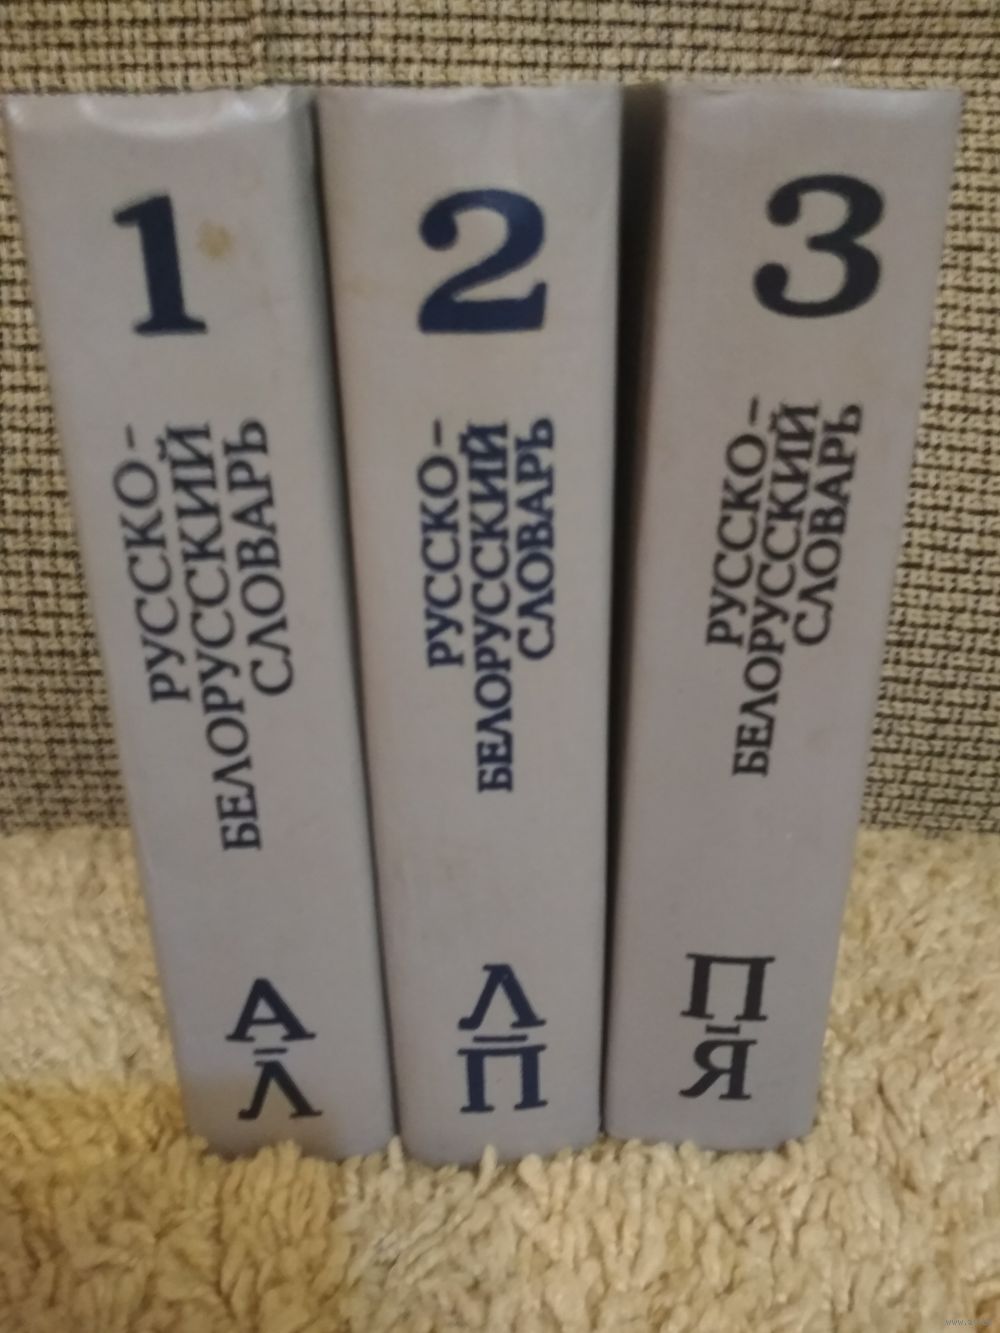 1
РУССКО–
БЕЛОРУССКИЙ
СЛОВАРЬ
А
–
Л
2
РУССКО–
БЕЛОРУССКИЙ
СЛОВАРЬ
Л
–
П
3
РУССКО–
БЕЛОРУССКИЙ
СЛОВАРЬ
П
–
Я